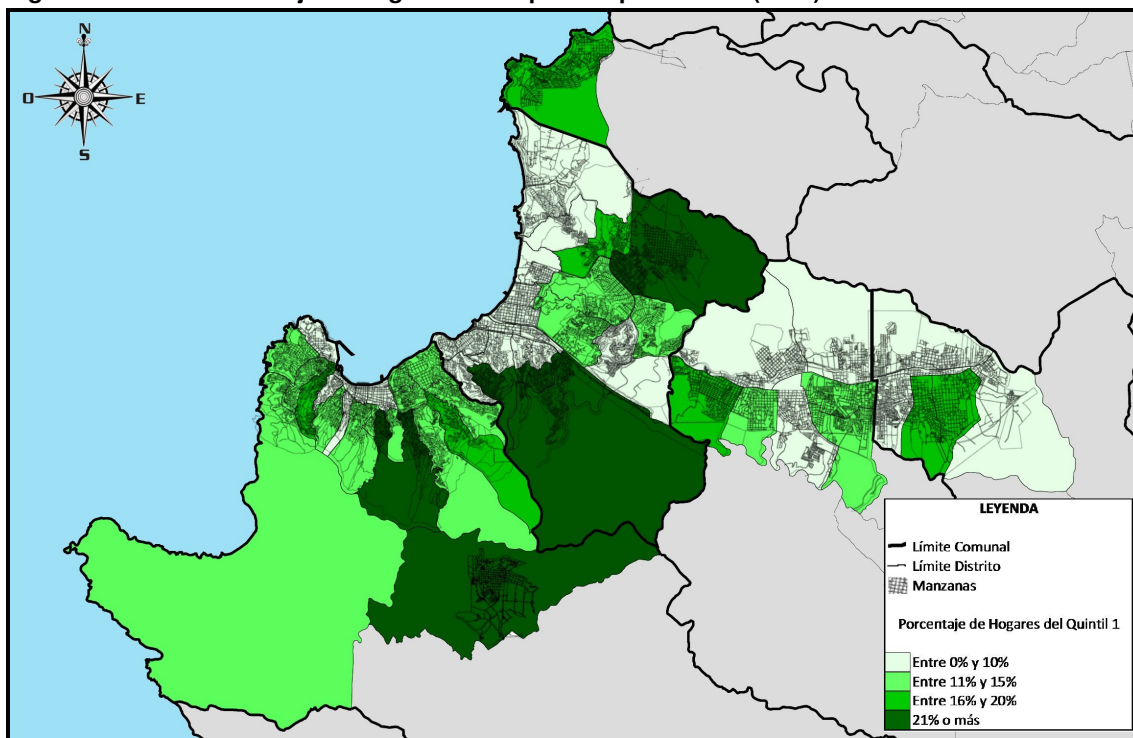 N
O
E
S
LEYENDA
Límite Comunal
Límite Distrito
Manzanas
Porcentaje de Hogares del Quintil 1
Entre 0% y 10%
Entre 11% y 15%
Entre 16% y 20%
21% o más